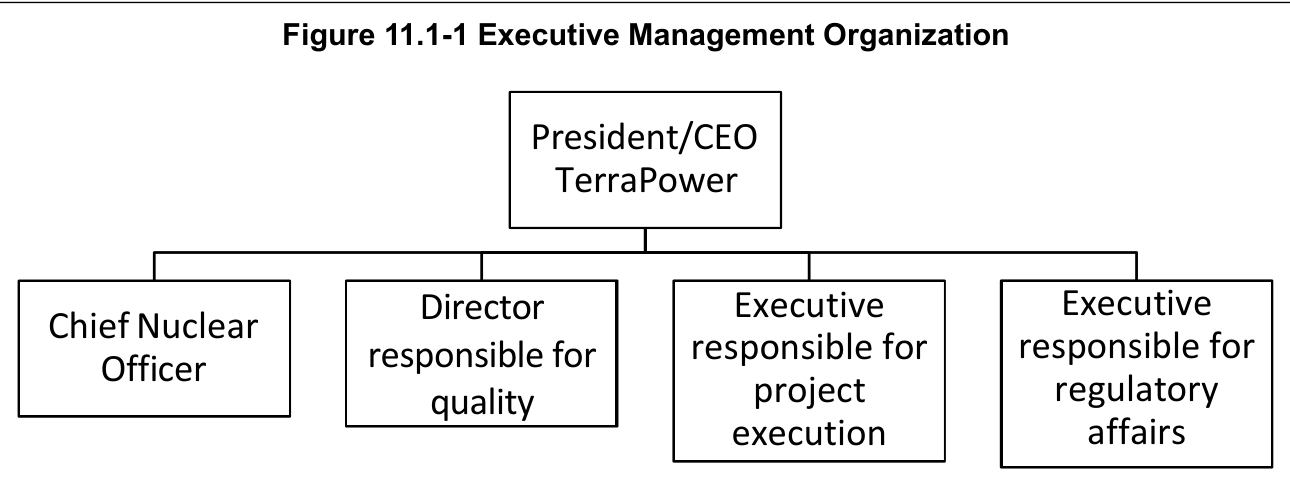 Figure 11.1-1 Executive Management Organization
President/CEO
TerraPower
Chief Nuclear
Officer
Director
responsible for
quality
Executive
responsible for
project
execution
Executive
responsible for
regulatory
affairs